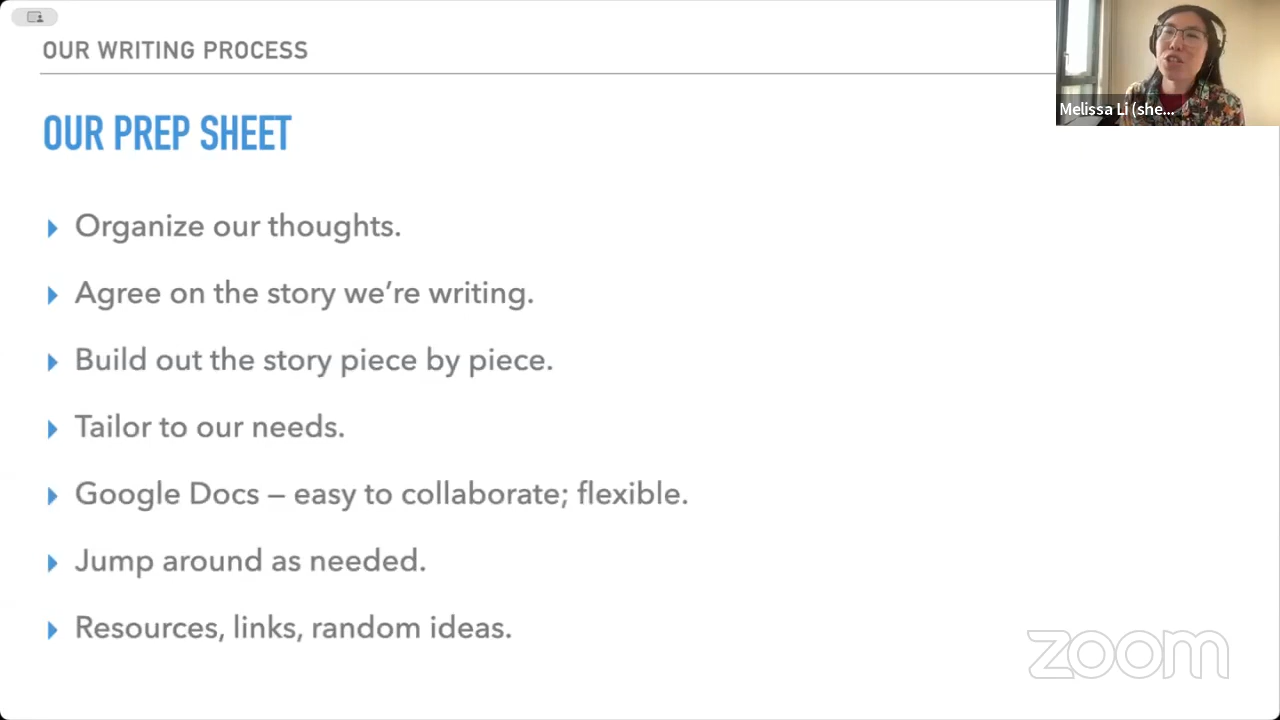 OUR WRITING PROCESS
OUR PREP SHEET
Organize our thoughts.
Agree on the story we’re writing.
Build out the story piece by piece.
Tailor to our needs.
Google Docs – easy to collaborate; flexible.
Jump around as needed.
Resources, links, random ideas.
Melissa Li (she...
zoom